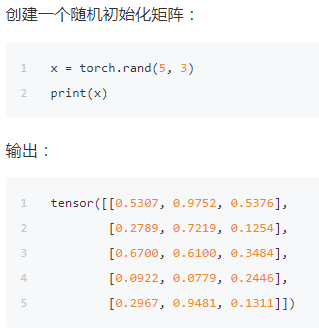 创建一个随机初始化矩阵：
1 x = torch.rand(5, 3)
2 print(x)
输出：
1 tensor([[0.5307, 0.9752, 0.5376],
2         [0.2789, 0.7219, 0.1254],
3         [0.6700, 0.6100, 0.3484],
4         [0.0922, 0.0779, 0.2446],
5         [0.2967, 0.9481, 0.1311]])